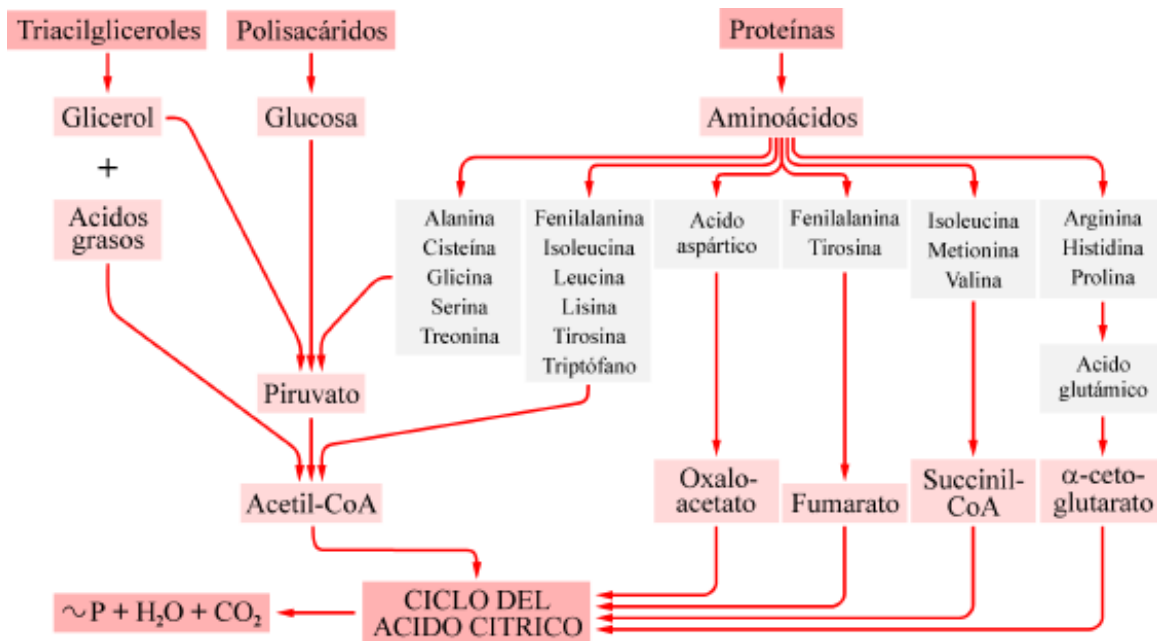 Triacilgliceroles
Polisacáridos
Proteínas
Glicerol
Glucosa
Aminoácidos
+
Acidos
grasos
Alanina
Cisteína
Glicina
Serina
Treonina
Fenilalanina
Isoleucina
Leucina
Lisina
Tirosina
Triptófano
Acido
aspártico
Fenilalanina
Tirosina
Isoleucina
Metionina
Valina
Arginina
Histidina
Prolina
Acido
glutámico
Piruvato
Acetil-CoA
Oxalo-
acetato
Fumarato
Succinil-
CoA
α-ceto-
glutarato
~P + H₂O + CO₂
CICLO DEL
ACIDO CITRICO